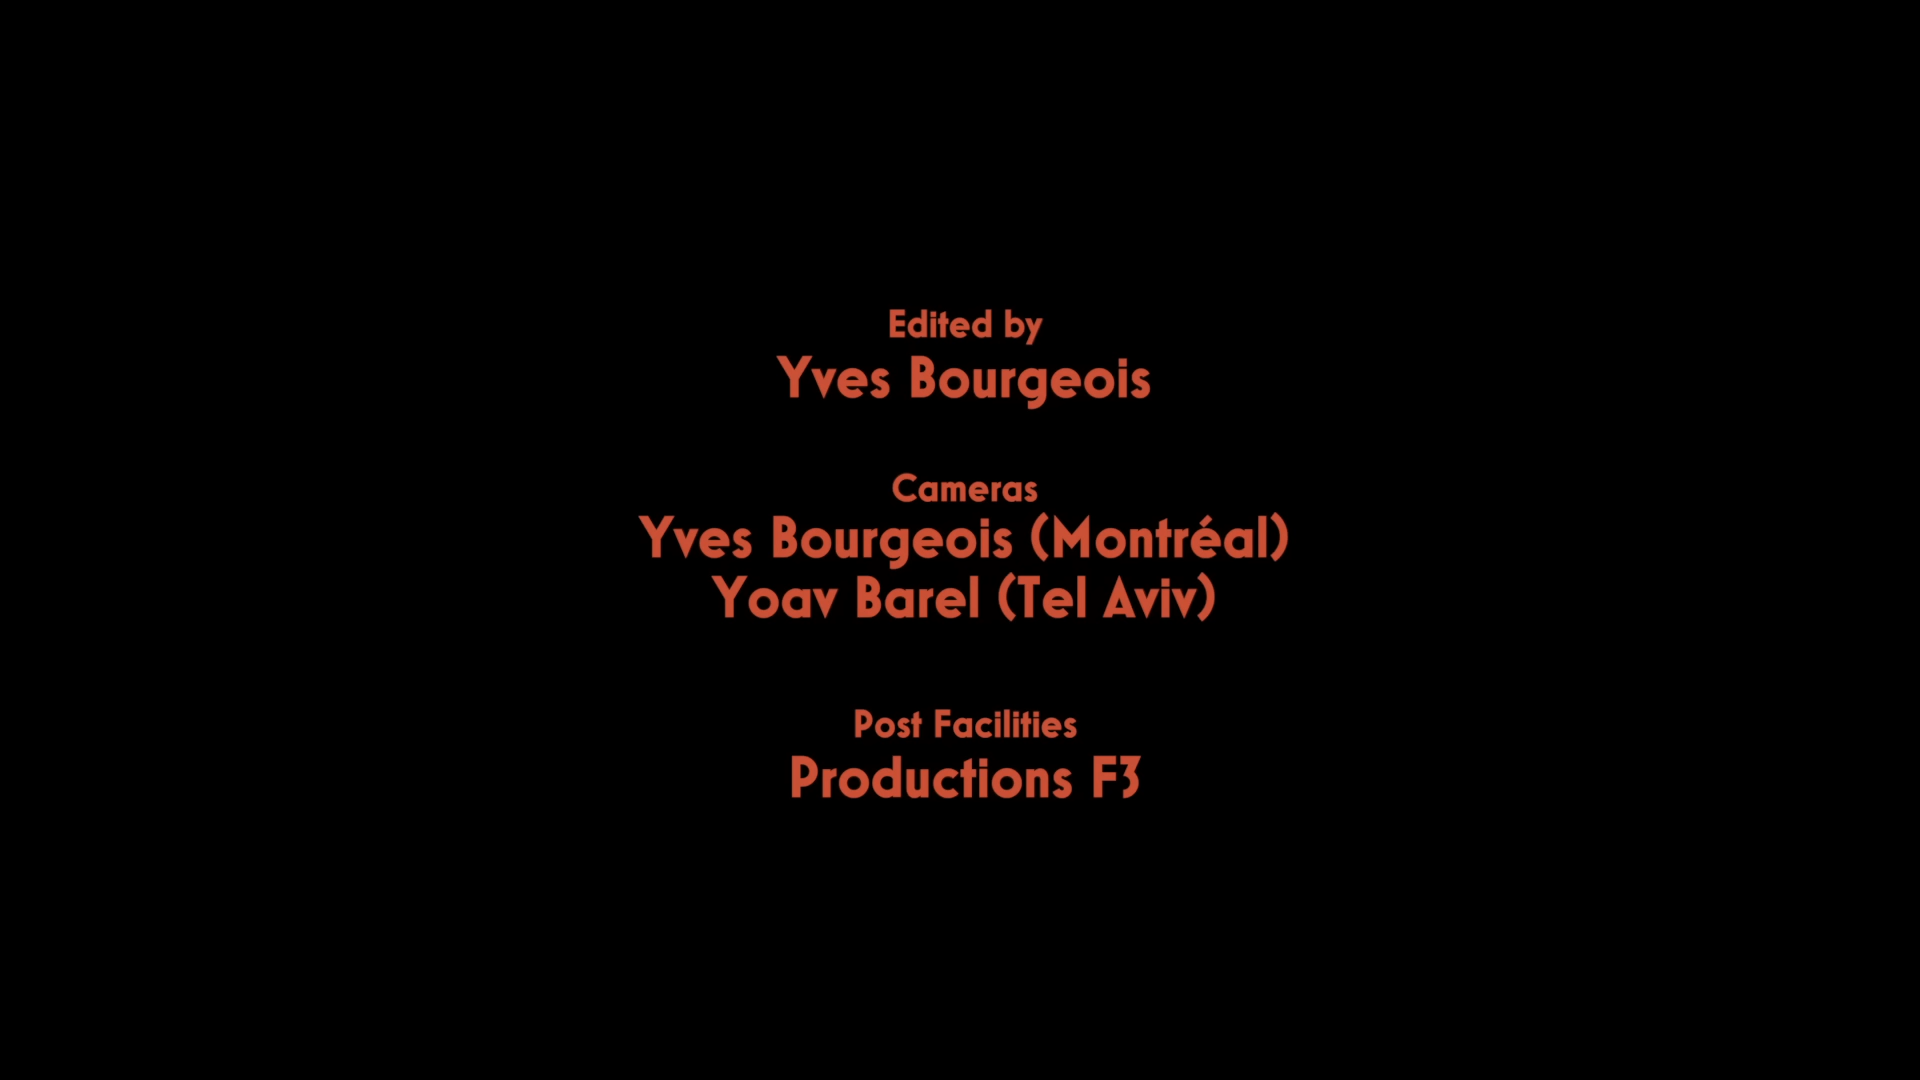 Edited by
Yves Bourgeois
Cameras
Yves Bourgeois (Montréal)
Yoav Barel (Tel Aviv)
Post Facilities
Productions F3